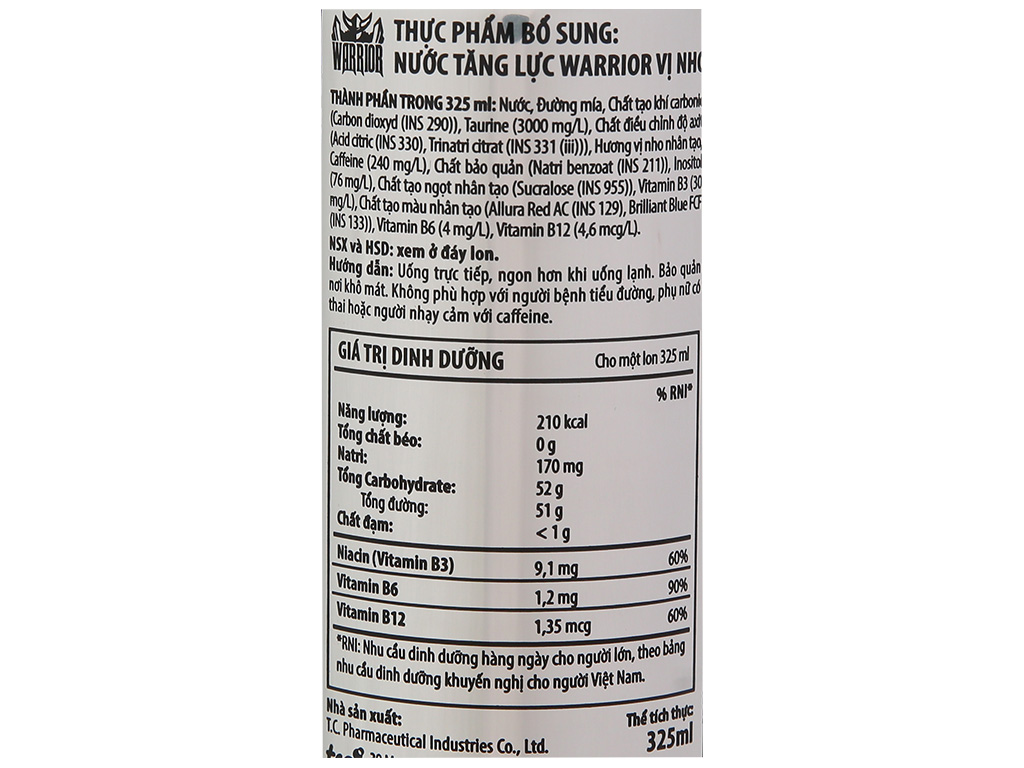 WARRIOR
THỰC PHẨM BỔ SUNG:
NƯỚC TĂNG LỰC WARRIOR VỊ NHO
THÀNH PHẦN TRONG 325 ml: Nước, Đường mía, Chất tạo khí carbonic
(Carbon dioxyd (INS 290)), Taurine (3000 mg/L), Chất điều chỉnh độ axit
(Acid citric (INS 330), Trinatri citrat (INS 331 (iii))), Hương vị nho nhân tạo,
Caffeine (240 mg/L), Chất bảo quản (Natri benzoat (INS 211)), Inositol
(76 mg/L), Chất tạo ngọt nhân tạo (Sucralose (INS 955)), Vitamin B3 (30
mg/L), Chất tạo màu nhân tạo (Allura Red AC (INS 129), Brilliant Blue FCF
(INS 133)), Vitamin B6 (4 mg/L), Vitamin B12 (4,6 mcg/L).
NSX và HSD: xem ở đáy lon.
Hướng dẫn: Uống trực tiếp, ngon hơn khi uống lạnh. Bảo quản
nơi khô mát. Không phù hợp với người bệnh tiểu đường, phụ nữ có
thai hoặc người nhạy cảm với caffeine.
GIÁ TRỊ DINH DƯỠNG Cho một lon 325 ml
% RNI*
Năng lượng: 210 kcal
Tổng chất béo: 0 g
Natri: 170 mg
Tổng Carbohydrate: 52 g
Tổng đường: 51 g
Chất đạm: < 1 g
Niacin (Vitamin B3) 9,1 mg 60%
Vitamin B6 1,2 mg 90%
Vitamin B12 1,35 mcg 60%
*RNI: Nhu cầu dinh dưỡng hàng ngày cho người lớn, theo bảng
nhu cầu dinh dưỡng khuyến nghị cho người Việt Nam.
Nhà sản xuất: Thể tích thực:
T.C. Pharmaceutical Industries Co., Ltd. 325ml